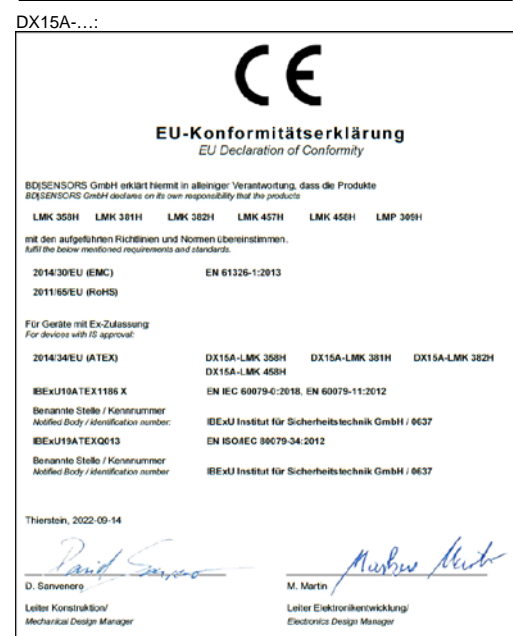 DX15A-…:
CE
EU-Konformitätserklärung
EU Declaration of Conformity
BD|SENSORS GmbH erklärt hiermit in alleiniger Verantwortung, dass die Produkte
BD|SENSORS GmbH declares on its own responsibility that the products
LMK 358H LMK 381H LMK 382H LMK 457H LMK 458H LMP 309H
mit den aufgeführten Richtlinien und Normen übereinstimmen.
fulfil the below mentioned requirements and standards.
2014/30/EU (EMC) EN 61326-1:2013
2011/65/EU (RoHS)
Für Geräte mit Ex-Zulassung:
For devices with IS approval:
2014/34/EU (ATEX) DX15A-LMK 358H DX15A-LMK 381H DX15A-LMK 382H
DX15A-LMK 458H
IBExU10ATEX1186 X EN IEC 60079-0:2018, EN 60079-11:2012
Benannte Stelle / Kennnummer
Notified Body / identification number: IBExU Institut für Sicherheitstechnik GmbH / 0637
IBExU19ATEXQ013 EN ISO/IEC 80079-34:2012
Benannte Stelle / Kennnummer
Notified Body / identification number IBExU Institut für Sicherheitstechnik GmbH / 0637
Thierstein, 2022-09-14
D. Sanvenero M. Martin
Leiter Konstruktion/ Leiter Elektronikentwicklung/
Mechanical Design Manager Electronics Design Manager